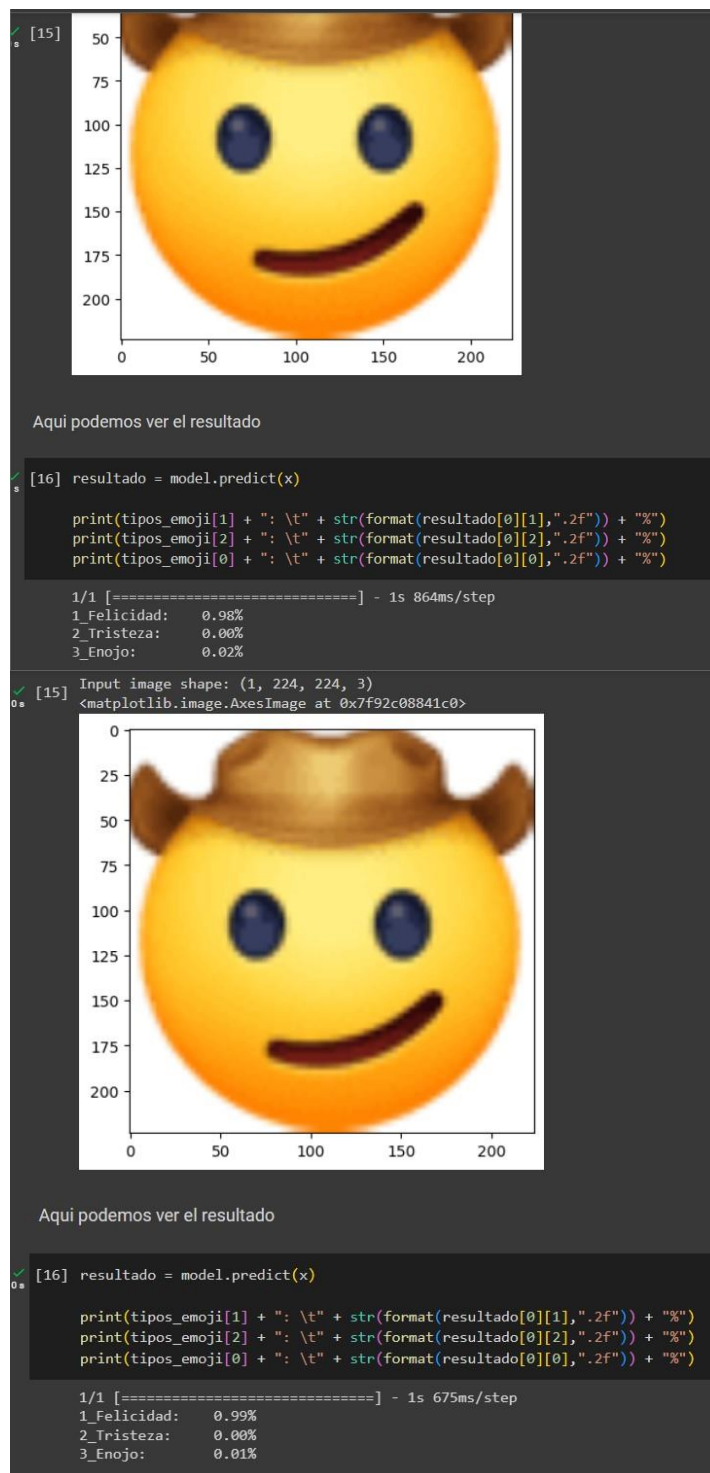 [15]
50
75
100
125
150
175
200
0 50 100 150 200
Aqui podemos ver el resultado
[16] resultado = model.predict(x)
print(tipos_emoji[1] + ": \t" + str(format(resultado[0][1],".2f")) + "%")
print(tipos_emoji[2] + ": \t" + str(format(resultado[0][2],".2f")) + "%")
print(tipos_emoji[0] + ": \t" + str(format(resultado[0][0],".2f")) + "%")
s
1/1 [==============================] - 1s 864ms/step
1_Felicidad: 0.98%
2_Tristeza: 0.00%
3_Enojo: 0.02%
[15] Input image shape: (1, 224, 224, 3)
0s <matplotlib.image.AxesImage at 0x7f92c08841c0>
0
25
50
75
100
125
150
175
200
0 50 100 150 200
Aqui podemos ver el resultado
[16] resultado = model.predict(x)
0s
print(tipos_emoji[1] + ": \t" + str(format(resultado[0][1],".2f")) + "%")
print(tipos_emoji[2] + ": \t" + str(format(resultado[0][2],".2f")) + "%")
print(tipos_emoji[0] + ": \t" + str(format(resultado[0][0],".2f")) + "%")
1/1 [==============================] - 1s 675ms/step
1_Felicidad: 0.99%
2_Tristeza: 0.00%
3_Enojo: 0.01%